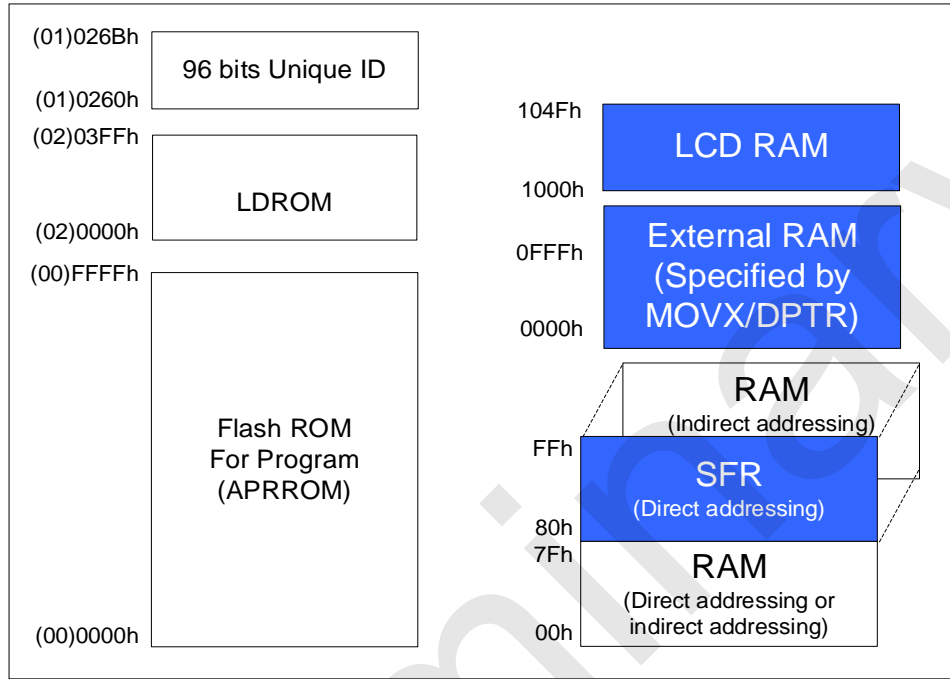 (01)026Bh
96 bits Unique ID
(01)0260h
(02)03FFh
LDROM
(02)0000h
(00)FFFFh
Flash ROM
For Program
(APRROM)
(00)0000h
104Fh
LCD RAM
1000h
External RAM
0FFFh
(Specified by
MOVX/DPTR)
0000h
RAM
(Indirect addressing)
FFh
SFR
(Direct addressing)
80h
7Fh
RAM
(Direct addressing or
indirect addressing)
00h